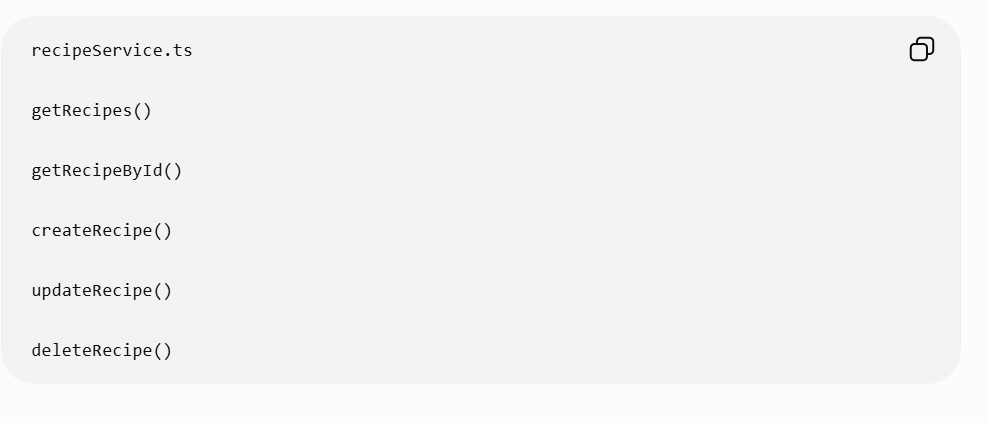 recipeService.ts
getRecipes()
getRecipeById()
createRecipe()
updateRecipe()
deleteRecipe()